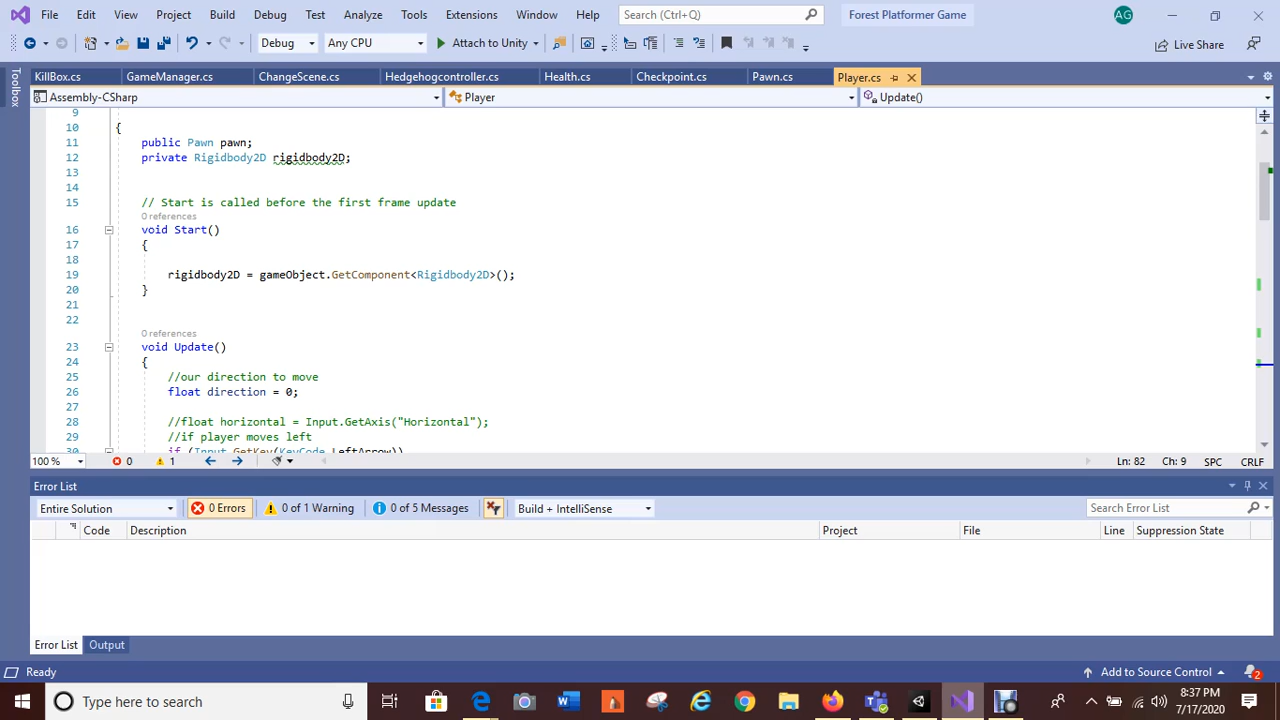 File Edit View Project Build Debug Test Analyze Tools Extensions Window Help Search (Ctrl+Q) Forest Platformer Game AG
Debug Any CPU Attach to Unity Live Share
Toolbox
KillBox.cs GameManager.cs ChangeScene.cs Hedgehogcontroller.cs Health.cs Checkpoint.cs Pawn.cs Player.cs
Assembly-CSharp Player Update()
9
10 {
11 public Pawn pawn;
12 private Rigidbody2D rigidbody2D;
13
14
15 // Start is called before the first frame update
0 references
16 void Start()
17 {
18
19 rigidbody2D = gameObject.GetComponent<Rigidbody2D>();
20 }
21
22
0 references
23 void Update()
24 {
25 //our direction to move
26 float direction = 0;
27
28 //float horizontal = Input.GetAxis("Horizontal");
29 //if player moves left
30 if (Input.GetKey(KeyCode.LeftArrow))
100 % 0 1 Ln: 82 Ch: 9 SPC CRLF
Error List
Entire Solution 0 Errors 0 of 1 Warning 0 of 5 Messages Build + IntelliSense Search Error List
Code Description Project File Line Suppression State
Error List Output
Ready Add to Source Control 2
Type here to search 8:37 PM
7/17/2020